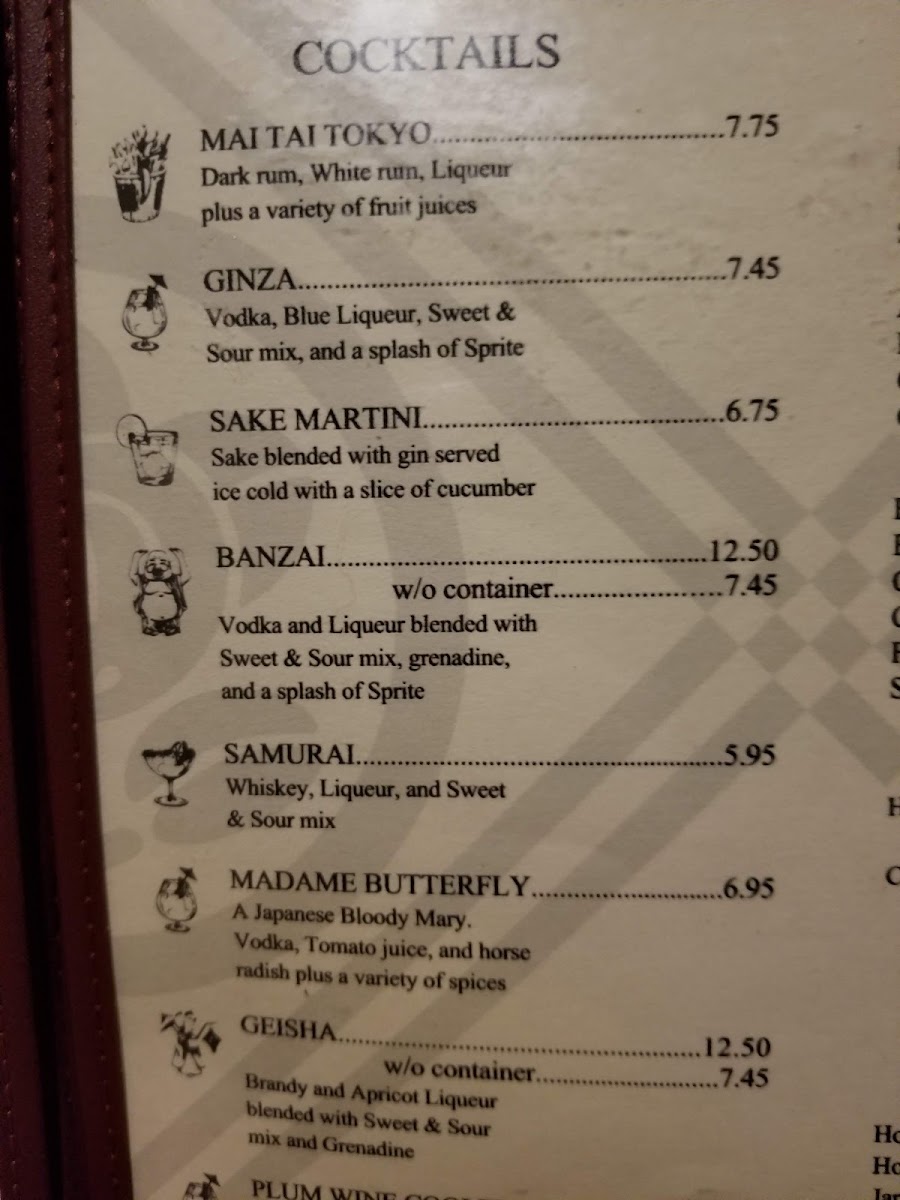 COCKTAILS
MAI TAI TOKYO..............................7.75
Dark rum, White rum, Liqueur
plus a variety of fruit juices
GINZA..............................7.45
Vodka, Blue Liqueur, Sweet &
Sour mix, and a splash of Sprite
SAKE MARTINI..............................6.75
Sake blended with gin served
ice cold with a slice of cucumber
BANZAI..............................12.50
w/o container......................7.45
Vodka and Liqueur blended with
Sweet & Sour mix, grenadine,
and a splash of Sprite
SAMURAI..............................5.95
Whiskey, Liqueur, and Sweet
& Sour mix
MADAME BUTTERFLY......................6.95
A Japanese Bloody Mary.
Vodka, Tomato juice, and horse
radish plus a variety of spices
GEISHA..............................12.50
w/o container......................7.45
Brandy and Apricot Liqueur
blended with Sweet & Sour
mix and Grenadine
PLUM WINE